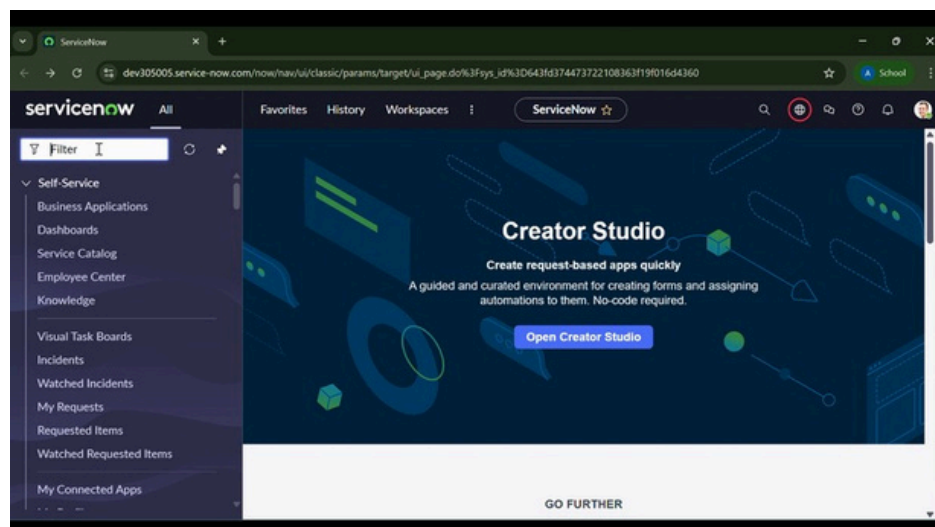 ServiceNow
dev305005.service-now.com/now/nav/ui/classic/params/target/ui_page.do%3Fsys_id%3D643fd374473722108363f19f016d4360
A School
servicenow All Favorites History Workspaces ServiceNow
Filter
Self-Service
Business Applications
Dashboards
Service Catalog
Employee Center
Knowledge
Visual Task Boards
Incidents
Watched Incidents
My Requests
Requested Items
Watched Requested Items
My Connected Apps
Creator Studio
Create request-based apps quickly
A guided and curated environment for creating forms and assigning
automations to them. No-code required.
Open Creator Studio
GO FURTHER